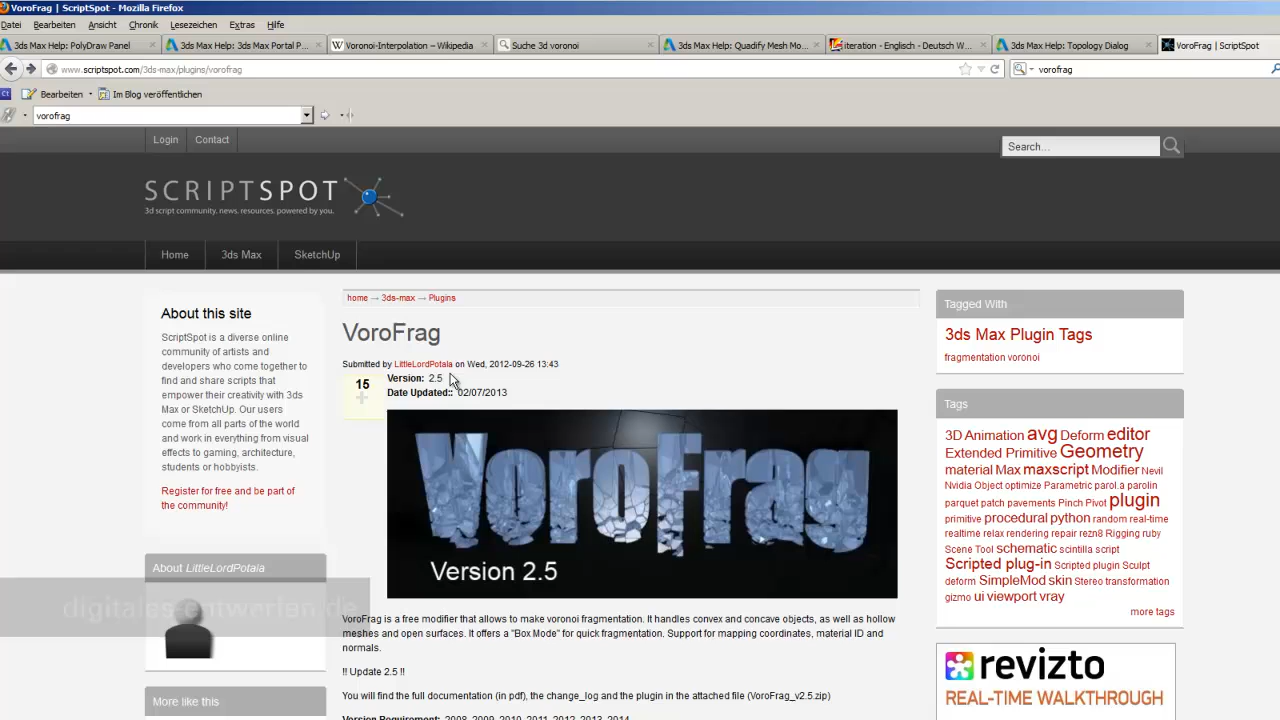 VoroFrag | ScriptSpot - Mozilla Firefox
Datei Bearbeiten Ansicht Chronik Lesezeichen Extras Hilfe
3ds Max Help: PolyDraw Panel × 3ds Max Help: 3ds Max Portal P... × W Voronoi-Interpolation – Wikipedia × Suche 3d voronoi × 3ds Max Help: Quadify Mesh Mo... × iteration - Englisch - Deutsch W... × 3ds Max Help: Topology Dialog × VoroFrag | ScriptSpot
www.scriptspot.com/3ds-max/plugins/vorofrag
vorofrag
Bearbeiten Im Blog veröffentlichen
vorofrag
Login Contact
Search...
SCRIPTSPOT
3d script community. news, resources. powered by you.
Home 3ds Max SketchUp
About this site
ScriptSpot is a diverse online
community of artists and
developers who come together to
find and share scripts that
empower their creativity with 3ds
Max or SketchUp. Our users
come from all parts of the world
and work in everything from visual
effects to gaming, architecture,
students or hobbyists.
Register for free and be part of
the community!
About LittleLordPotala
digitales-entwerfen.de
More like this
home → 3ds-max → Plugins
VoroFrag
Submitted by LittleLordPotala on Wed, 2012-09-26 13:43
15
+
Version: 2.5
Date Updated:: 02/07/2013
VoroFrag
Version 2.5
VoroFrag is a free modifier that allows to make voronoi fragmentation. It handles convex and concave objects, as well as hollow
meshes and open surfaces. It offers a "Box Mode" for quick fragmentation. Support for mapping coordinates, material ID and
normals.
!! Update 2.5 !!
You will find the full documentation (in pdf), the change_log and the plugin in the attached file (VoroFrag_v2.5zip)
Version Requirement: 2008, 2009, 2010, 2011, 2012, 2013, 2014
Tagged With
3ds Max Plugin Tags
fragmentation voronoi
Tags
3D Animation avg Deform editor
Extended Primitive Geometry
material Max maxscript Modifier Nevil
Nvidia Object optimize Parametric parol.a parolin
parquet patch pavements Pinch Pivot plugin
primitive procedural python random real-time
realtime relax rendering repair rezn8 Rigging ruby
Scene Tool schematic scintilla script
Scripted plug-in Scripted plugin Sculpt
deform SimpleMod skin Stereo transformation
gizmo ui viewport vray
more tags
revizto
REAL-TIME WALKTHROUGH